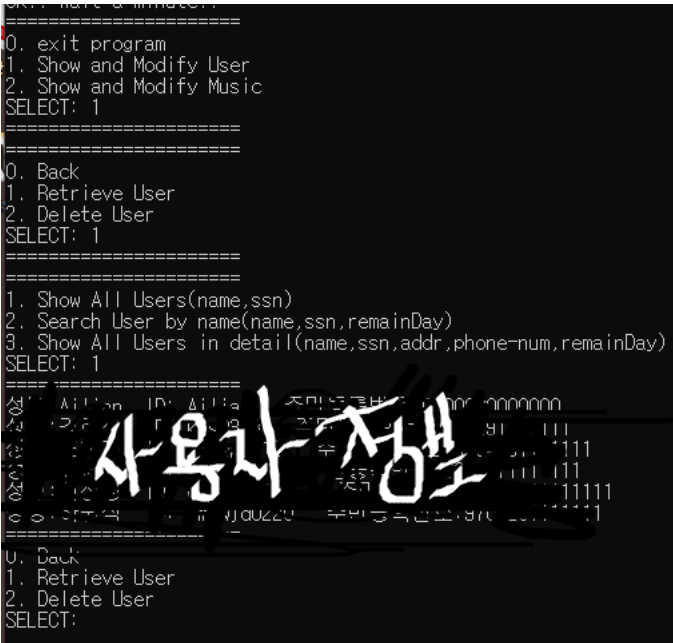 =====================
0. exit program
1. Show and Modify User
2. Show and Modify Music
SELECT: 1
=====================
=====================
0. Back
1. Retrieve User
2. Delete User
SELECT: 1
=====================
=====================
1. Show All Users(name,ssn)
2. Search User by name(name,ssn,remainDay)
3. Show All Users in detail(name,ssn,addr,phone-num,remainDay)
SELECT: 1
=====================
사용자 정보
=====================
0. Back
1. Retrieve User
2. Delete User
SELECT: